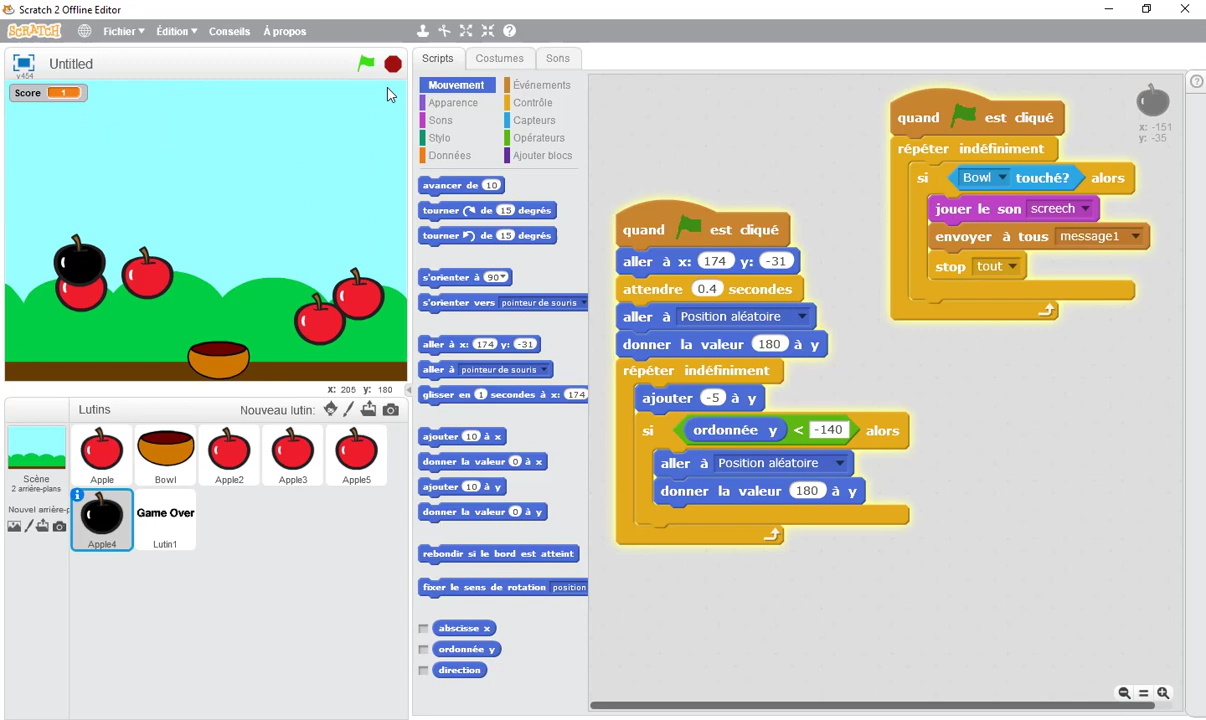 Scratch 2 Offline Editor
SCRATCH Fichier Édition Conseils À propos
v454
Untitled
Score 1
x: 205 y: 180
Lutins Nouveau lutin:
Scène
2 arrière-plans
Nouvel arrière-p
Apple Bowl Apple2 Apple3 Apple5
Apple4
Game Over
Lutin1
Scripts Costumes Sons
Mouvement Événements
Apparence Contrôle
Sons Capteurs
Stylo Opérateurs
Données Ajouter blocs
avancer de 10
tourner de 15 degrés
tourner de 15 degrés
s'orienter à 90
s'orienter vers pointeur de souris
aller à x: 174 y: -31
aller à pointeur de souris
glisser en 1 secondes à x: 174
ajouter 10 à x
donner la valeur 0 à x
ajouter 10 à y
donner la valeur 0 à y
rebondir si le bord est atteint
fixer le sens de rotation position
abscisse x
ordonnée y
direction
quand est cliqué
aller à x: 174 y: -31
attendre 0.4 secondes
aller à Position aléatoire
donner la valeur 180 à y
répéter indéfiniment
ajouter -5 à y
si ordonnée y < -140 alors
aller à Position aléatoire
donner la valeur 180 à y
quand est cliqué
répéter indéfiniment
si Bowl touché? alors
jouer le son screech
envoyer à tous message1
stop tout
x: -151
y: -35